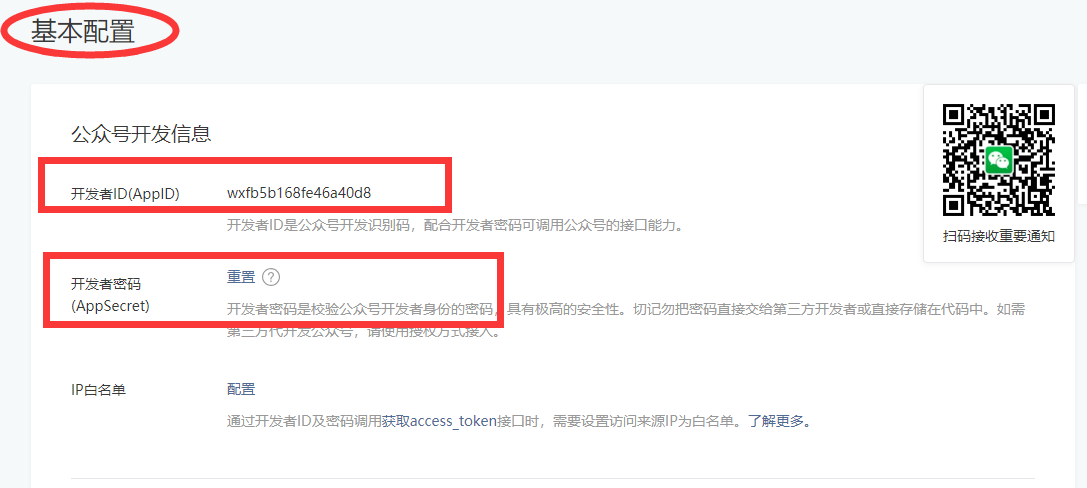 基本配置
公众号开发信息
开发者ID(AppID)
wxfb5b168fe46a40d8
开发者ID是公众号开发识别码，配合开发者密码可调用公众号的接口能力。
扫码接收重要通知
开发者密码
(AppSecret)
重置 ?
开发者密码是校验公众号开发者身份的密码，具有极高的安全性。切记勿把密码直接交给第三方开发者或直接存储在代码中。如需
第三方代开发公众号，请使用授权方式接入。
IP白名单
配置
通过开发者ID及密码调用获取access_token接口时，需要设置访问来源IP为白名单。了解更多。